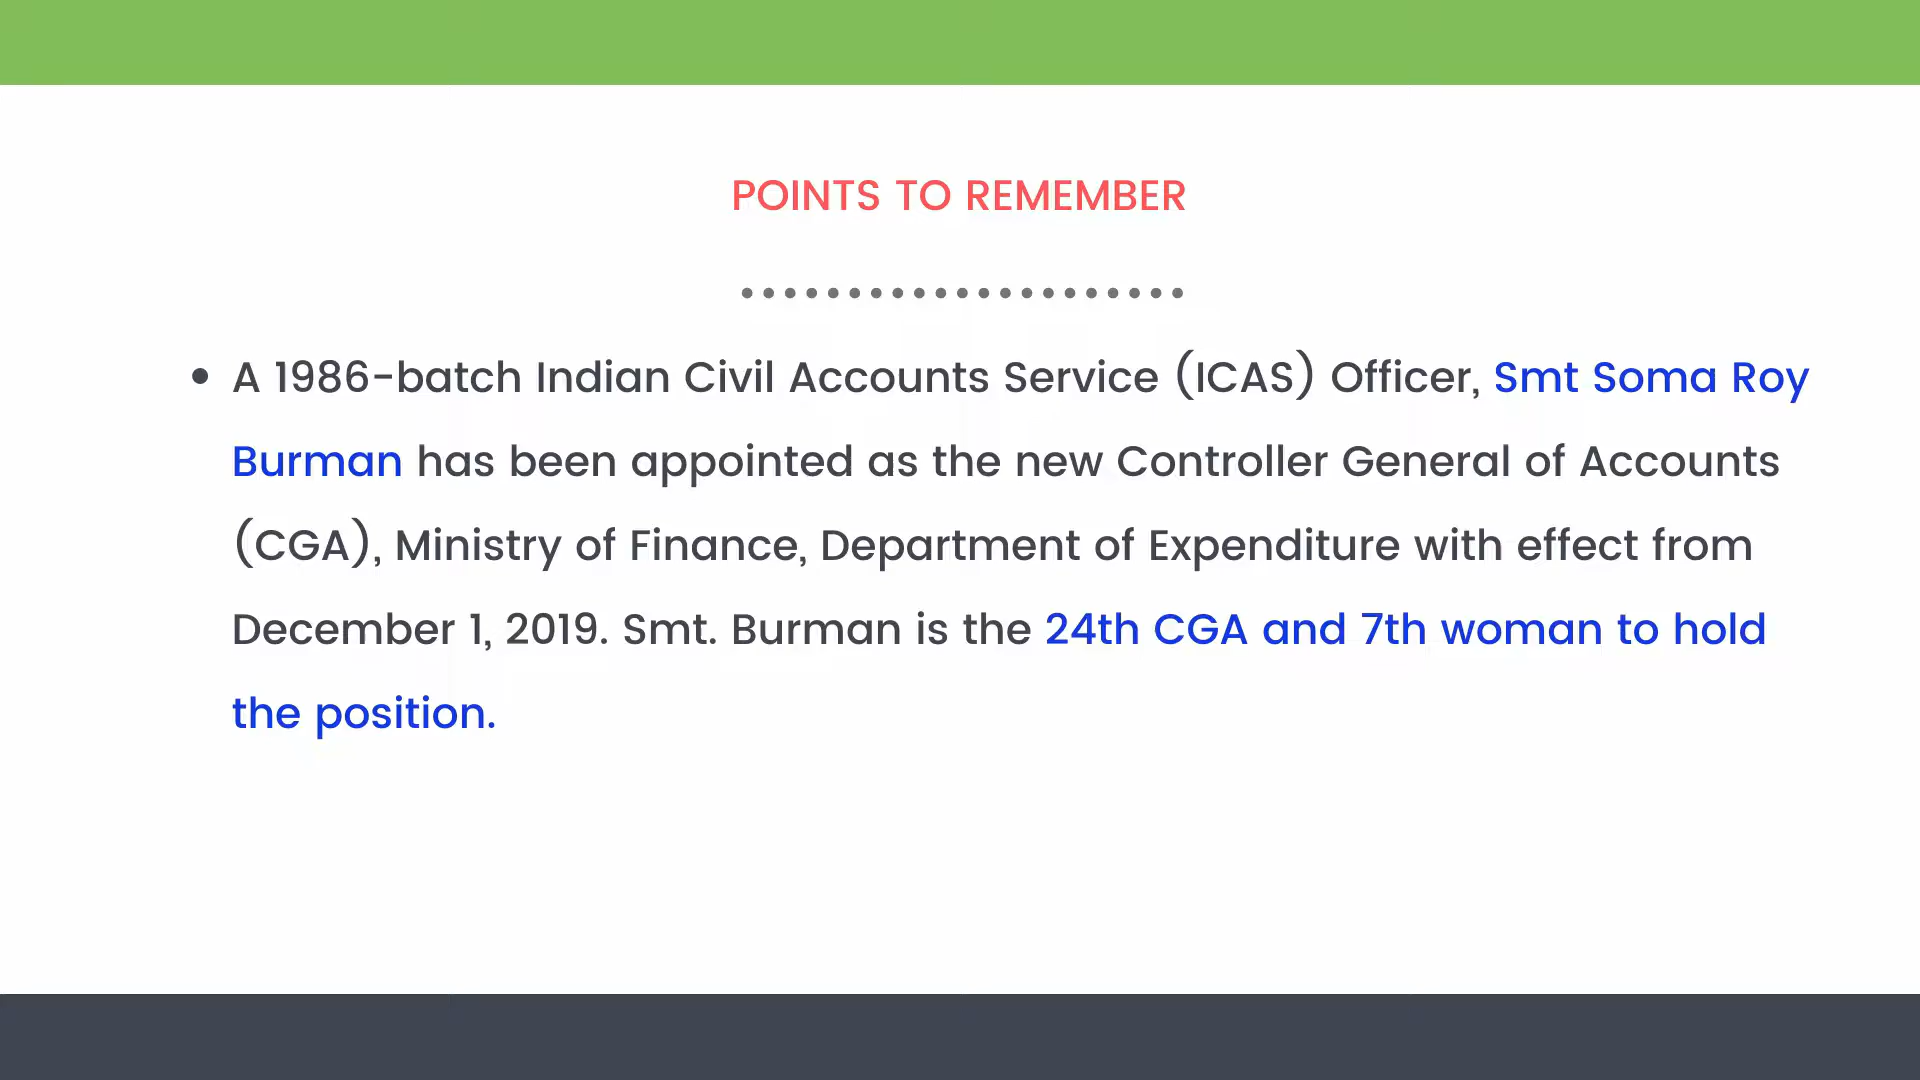 POINTS TO REMEMBER
• A 1986-batch Indian Civil Accounts Service (ICAS) Officer, Smt Soma Roy
Burman has been appointed as the new Controller General of Accounts
(CGA), Ministry of Finance, Department of Expenditure with effect from
December 1, 2019. Smt. Burman is the 24th CGA and 7th woman to hold
the position.